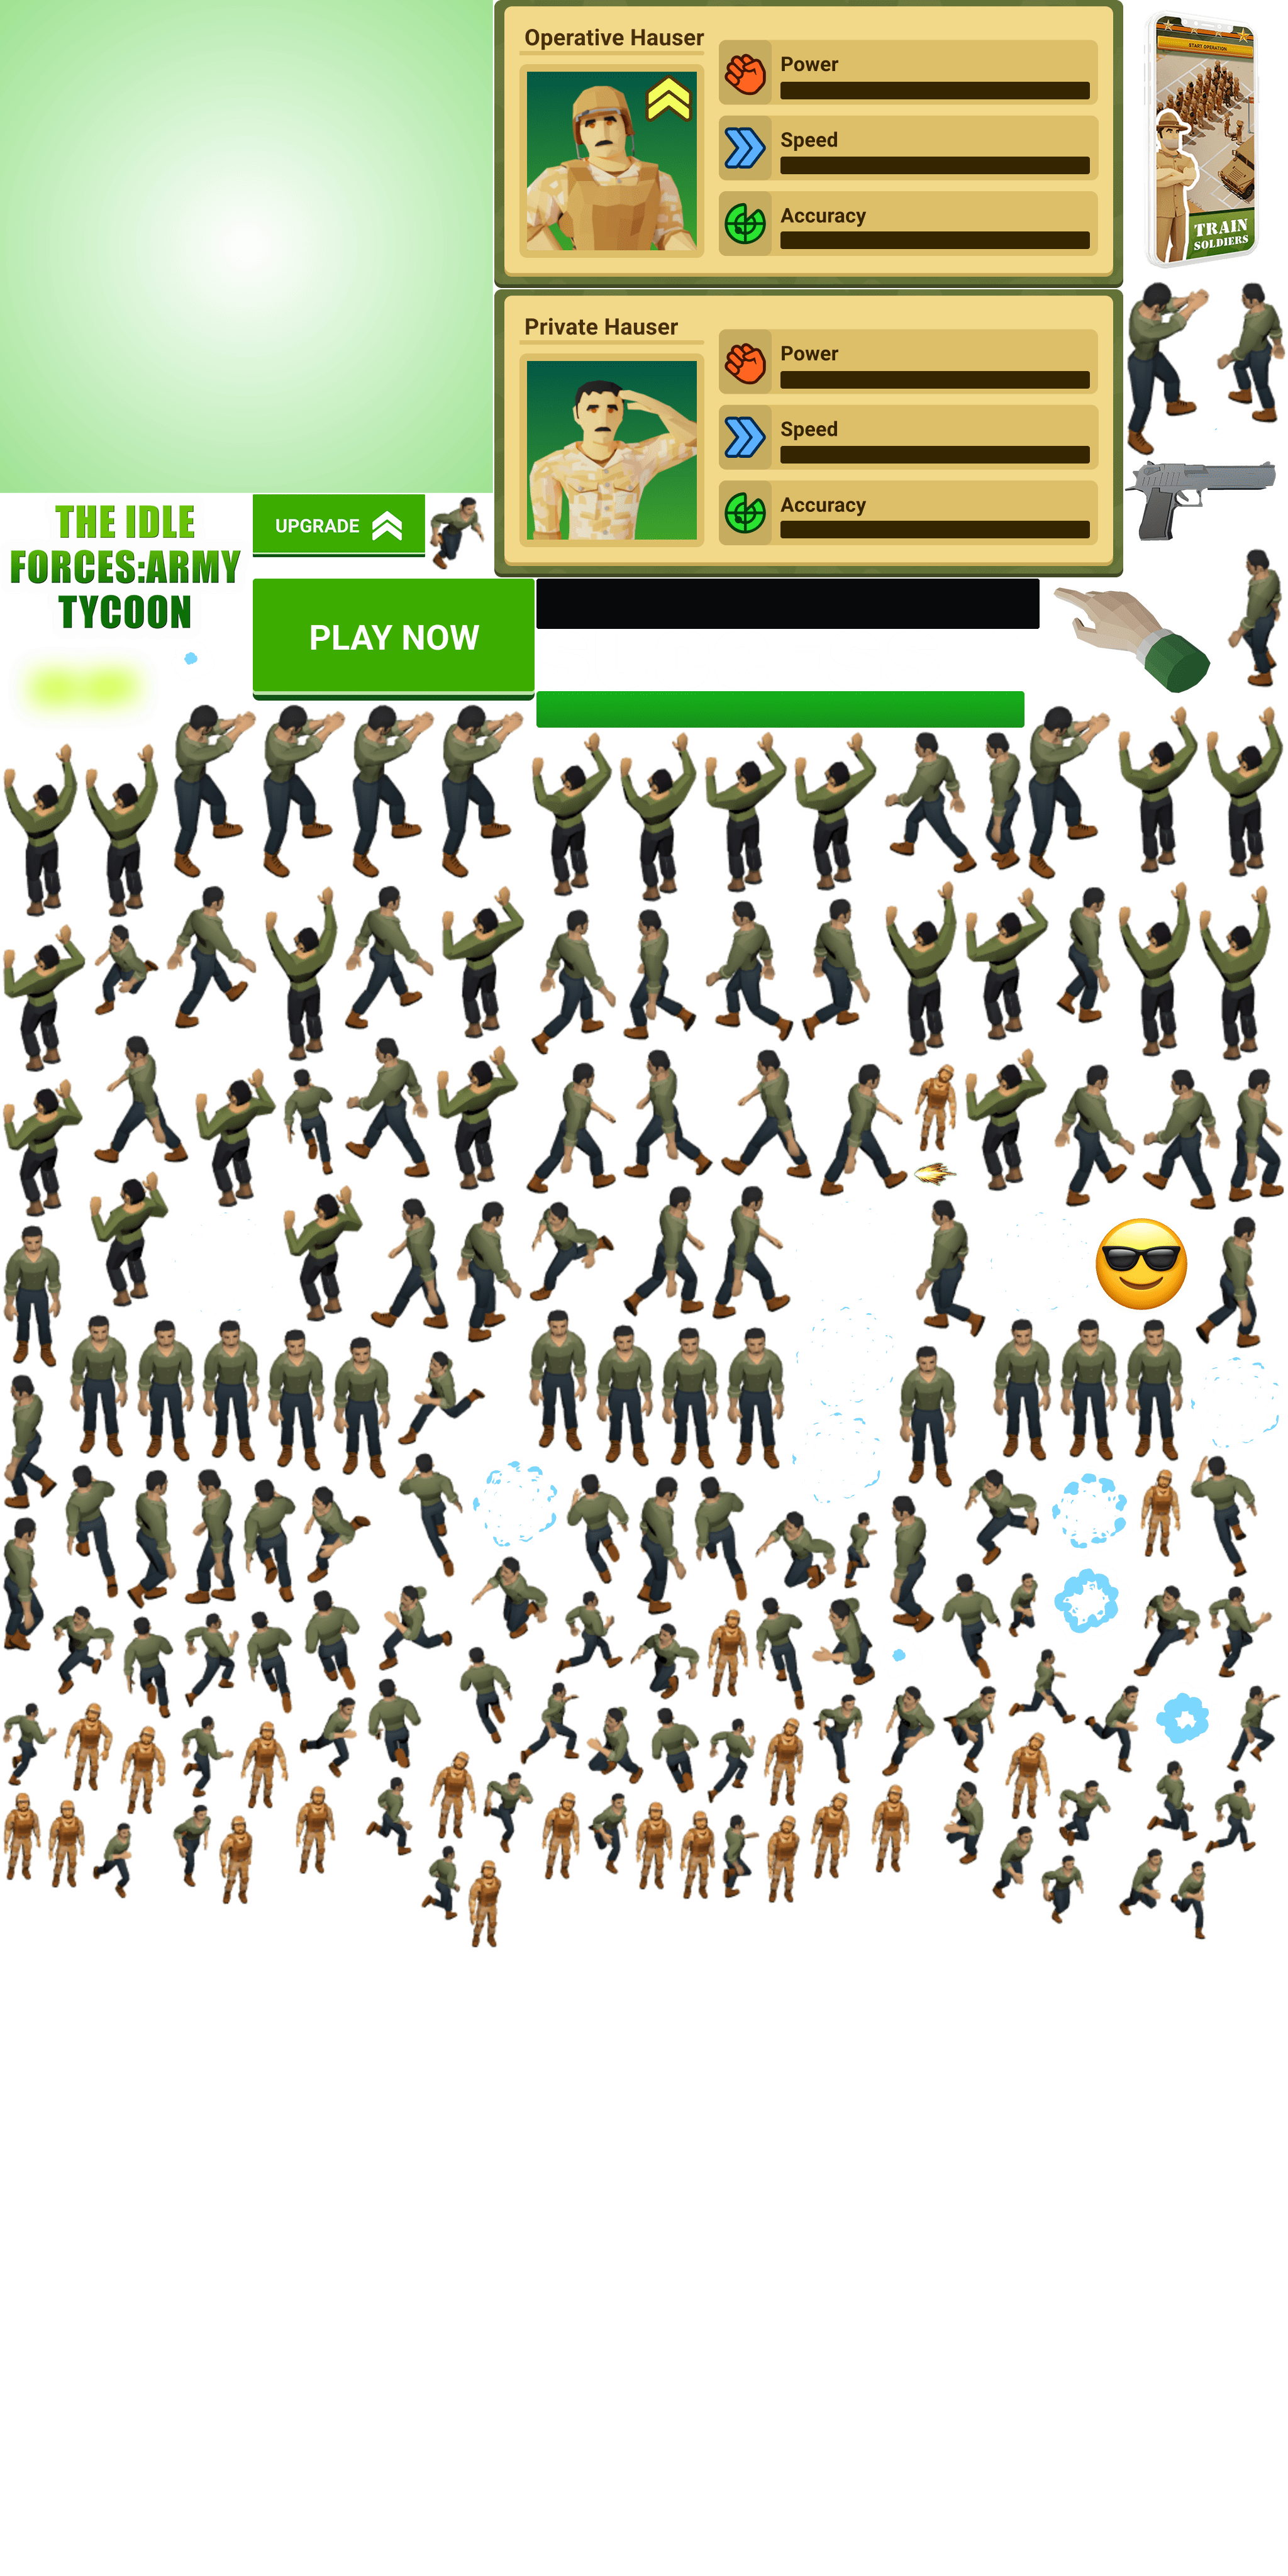 Operative Hauser
Power
Speed
Accuracy
START OPERATION
TRAIN
SOLDIERS
Private Hauser
Power
Speed
Accuracy
THE IDLE
FORCES:ARMY
TYCOON
UPGRADE
PLAY NOW